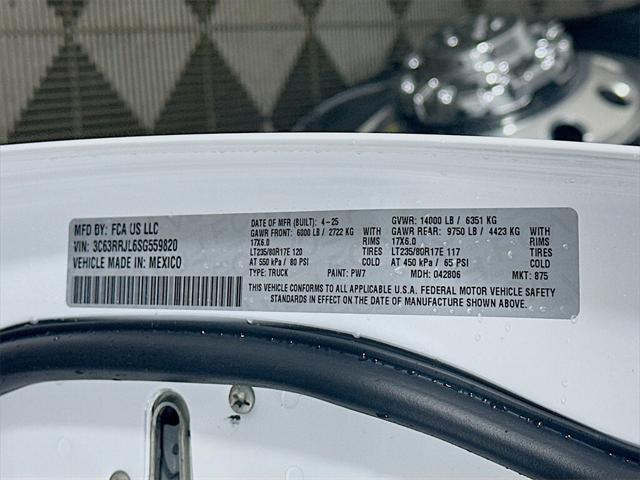 MFD BY: FCA US LLC
VIN: 3C63RRJL6SG559820
VEHICLE MADE IN: MEXICO
DATE OF MFR (BUILT): 4-25 GVWR: 14000 LB / 6351 KG
GAWR FRONT: 6000 LB / 2722 KG WITH GAWR REAR: 9750 LB / 4423 KG WITH
17X6.0 RIMS 17X6.0 RIMS
LT235/80R17E 120 TIRES LT235/80R17E 117 TIRES
AT 550 kPa / 80 PSI COLD AT 450 kPa / 65 PSI COLD
TYPE: TRUCK PAINT: PW7 MDH: 042806 MKT: 875
THIS VEHICLE CONFORMS TO ALL APPLICABLE U.S.A. FEDERAL MOTOR VEHICLE SAFETY
STANDARDS IN EFFECT ON THE DATE OF MANUFACTURE SHOWN ABOVE.